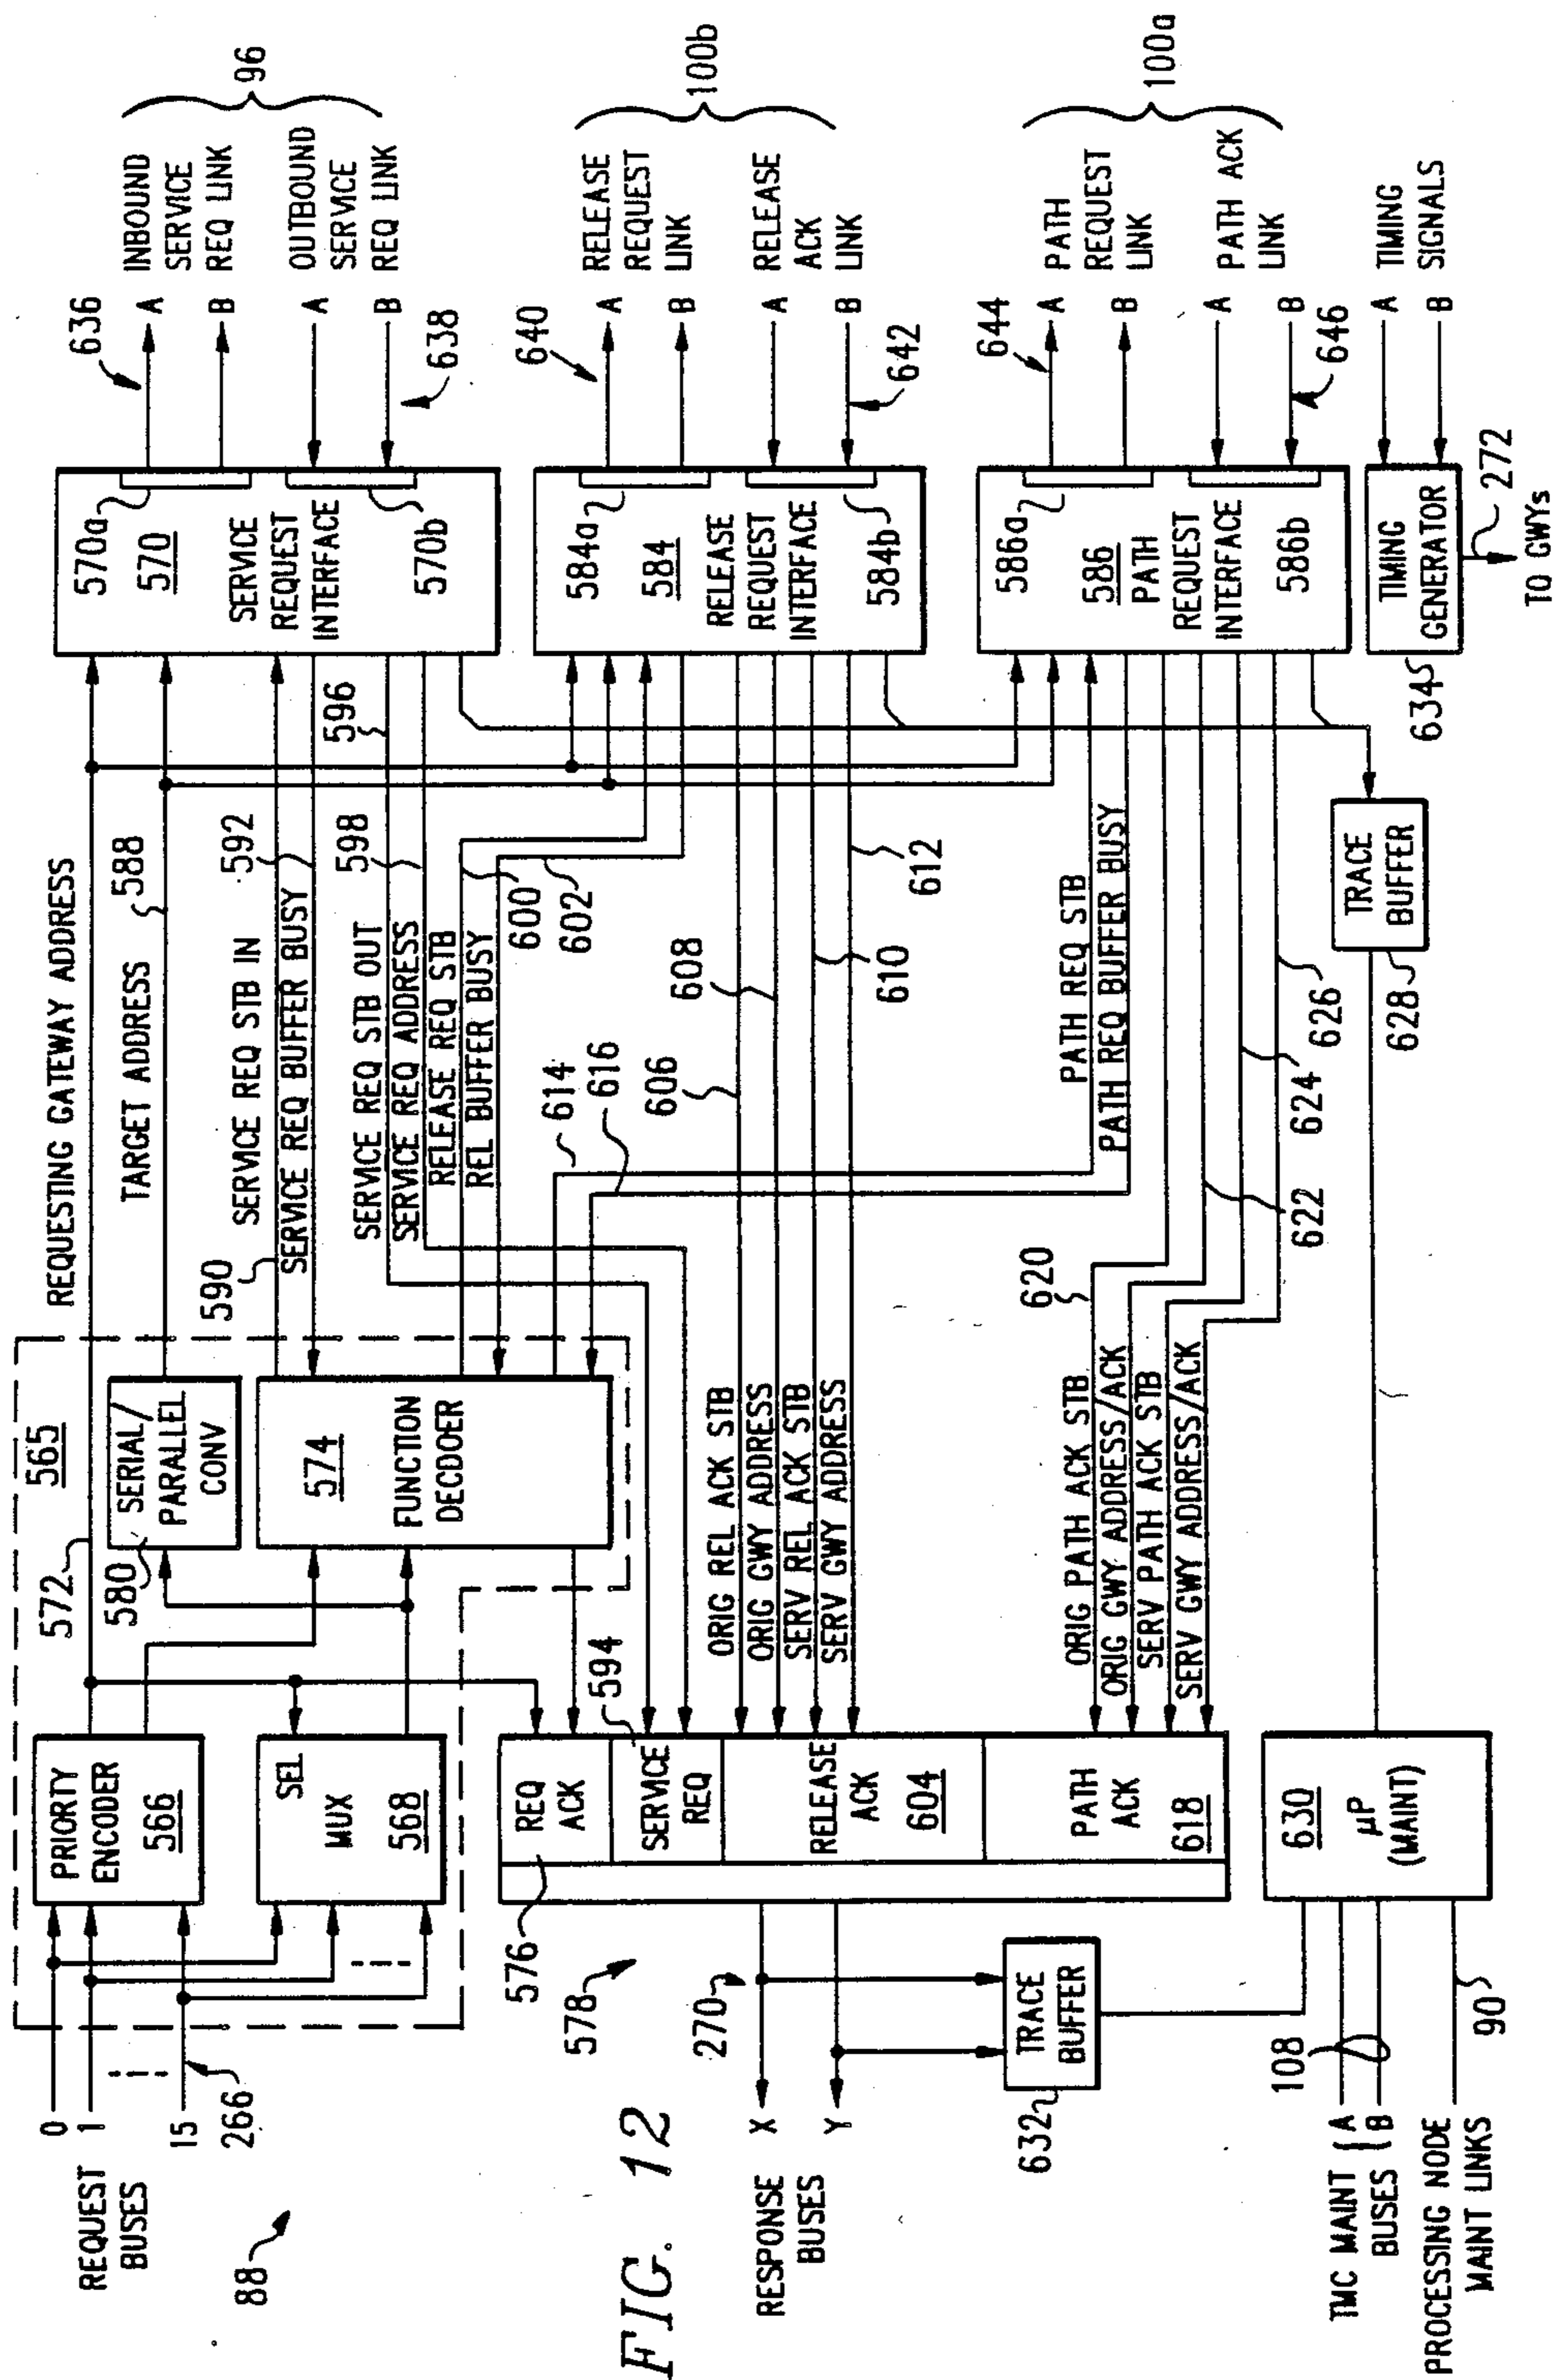 REQUEST
BUSES
0
1
15
266
88
FIG. 12
565
PRIORTY
ENCODER
566
SEL
MUX
568
572
580
SERIAL/
PARALLEL
CONV
574
FUNCTION
DECDOER
REQUESTING GATEWAY ADDRESS
TARGET ADDRESS
588
590
SERVICE REQ STB IN
592
SERVICE REQ BUFFER BUSY
596
SERVICE REQ STB OUT
598
SERVICE REQ ADDRESS
RELEASE REQ STB
600
REL BUFFER BUSY
602
614
616
570a
570
SERVICE
REQUEST
INTERFACE
570b
636
A
B
INBOUND
SERVICE
REQ LINK
A
B
OUTBOUND
SERVICE
REQ LINK
638
96
576
REQ
ACK
594
SERVICE
REQ
RELEASE
ACK
604
PATH
ACK
618
578
270
X
Y
RESPONSE
BUSES
TRACE
BUFFER
632
ORIG REL ACK STB
606
ORIG GWY ADDRESS
608
SERV REL ACK STB
610
SERV GWY ADDRESS
612
584a
584
RELEASE
REQUEST
INTERFACE
584b
640
A
B
RELEASE
REQUEST
LINK
A
B
RELEASE
ACK
LINK
642
100b
PATH REQ STB
PATH REQ BUFFER BUSY
620
ORIG PATH ACK STB
ORIG GWY ADDRESS/ACK
622
SERV PATH ACK STB
624
SERV GWY ADDRESS/ACK
626
586a
586
PATH
REQUEST
INTERFACE
586b
644
A
B
PATH
REQUEST
LINK
A
B
PATH ACK
LINK
646
100a
TMC MAINT
BUSES
A
B
108
PROCESSING NODE
MAINT LINKS
90
630
µP
(MAINT)
TRACE
BUFFER
628
634
TIMING
GENERATOR
A
B
TIMING
SIGNALS
272
TO GWYs